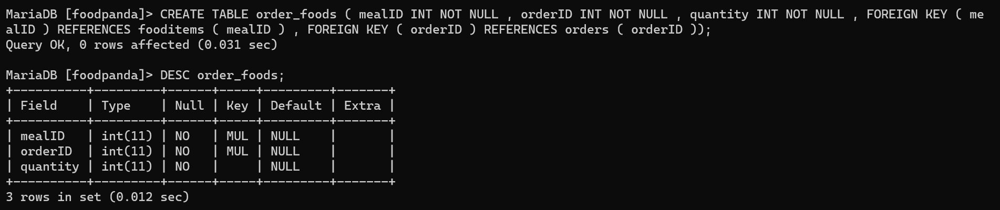 MariaDB [foodpanda]> CREATE TABLE order_foods ( mealID INT NOT NULL , orderID INT NOT NULL , quantity INT NOT NULL , FOREIGN KEY ( me
alID ) REFERENCES fooditems ( mealID ) , FOREIGN KEY ( orderID ) REFERENCES orders ( orderID ));
Query OK, 0 rows affected (0.031 sec)

MariaDB [foodpanda]> DESC order_foods;
+----------+---------+------+-----+---------+-------+
| Field    | Type    | Null | Key | Default | Extra |
+----------+---------+------+-----+---------+-------+
| mealID   | int(11) | NO   | MUL | NULL    |       |
| orderID  | int(11) | NO   | MUL | NULL    |       |
| quantity | int(11) | NO   |     | NULL    |       |
+----------+---------+------+-----+---------+-------+
3 rows in set (0.012 sec)